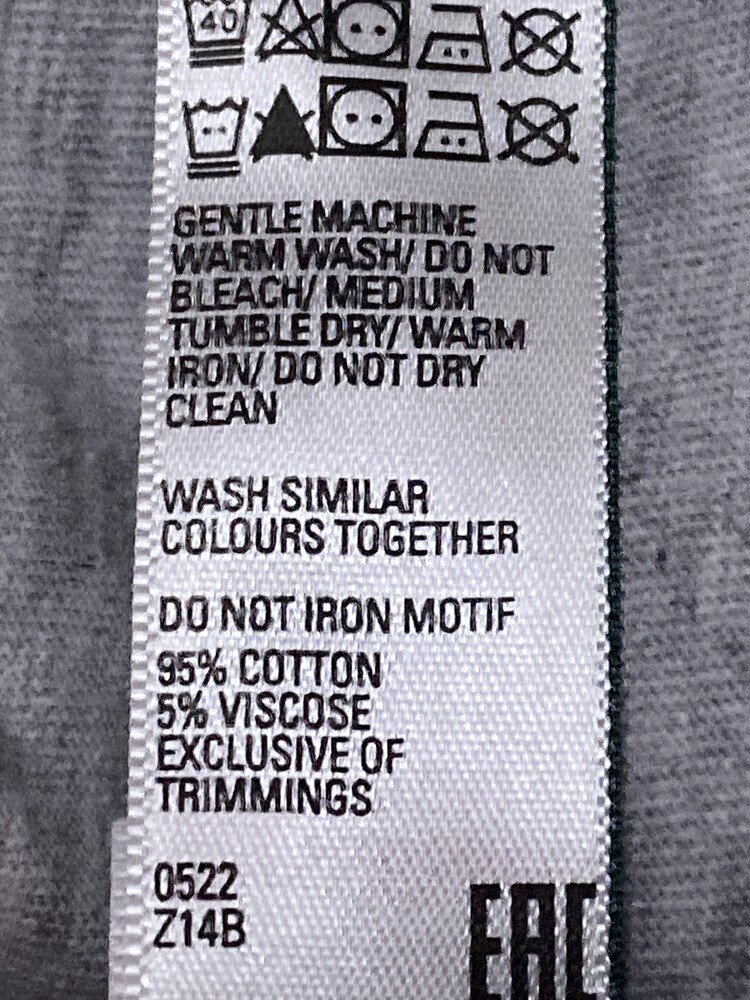 40
GENTLE MACHINE
WARM WASH/ DO NOT
BLEACH/ MEDIUM
TUMBLE DRY/ WARM
IRON/ DO NOT DRY
CLEAN
WASH SIMILAR
COLOURS TOGETHER
DO NOT IRON MOTIF
95% COTTON
5% VISCOSE
EXCLUSIVE OF
TRIMMINGS
0522
Z14B
EAC